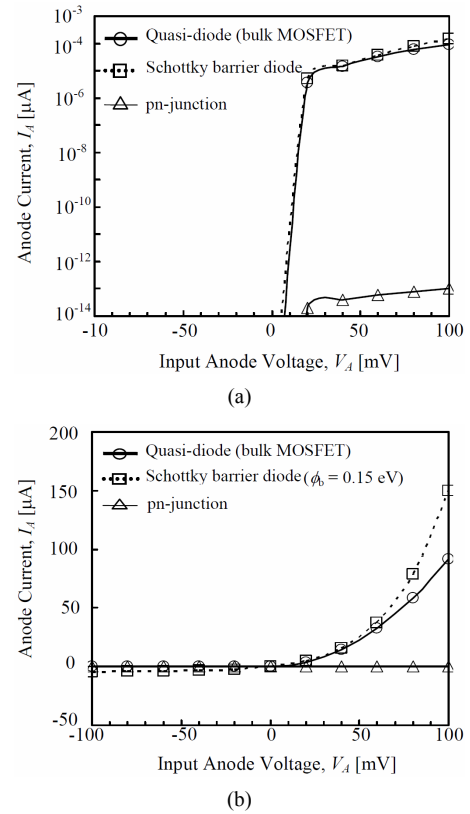 (a)
10⁻⁴
10⁻⁴
10⁻⁶
10⁻⁸
10⁻¹⁰
10⁻¹²
10⁻¹⁴
Anode Current, I_A [µA]
Quasi-diode (bulk MOSFET)
Schottky barrier diode
pn-junction
-10
-50
0
50
100
Input Anode Voltage, V_A [mV]
(a)
200
150
100
50
0
-50
Anode Current, I_A [µA]
Quasi-diode (bulk MOSFET)
Schottky barrier diode (ϕ_b = 0.15 eV)
pn-junction
-100
-50
0
50
100
Input Anode Voltage, V_A [mV]
(b)